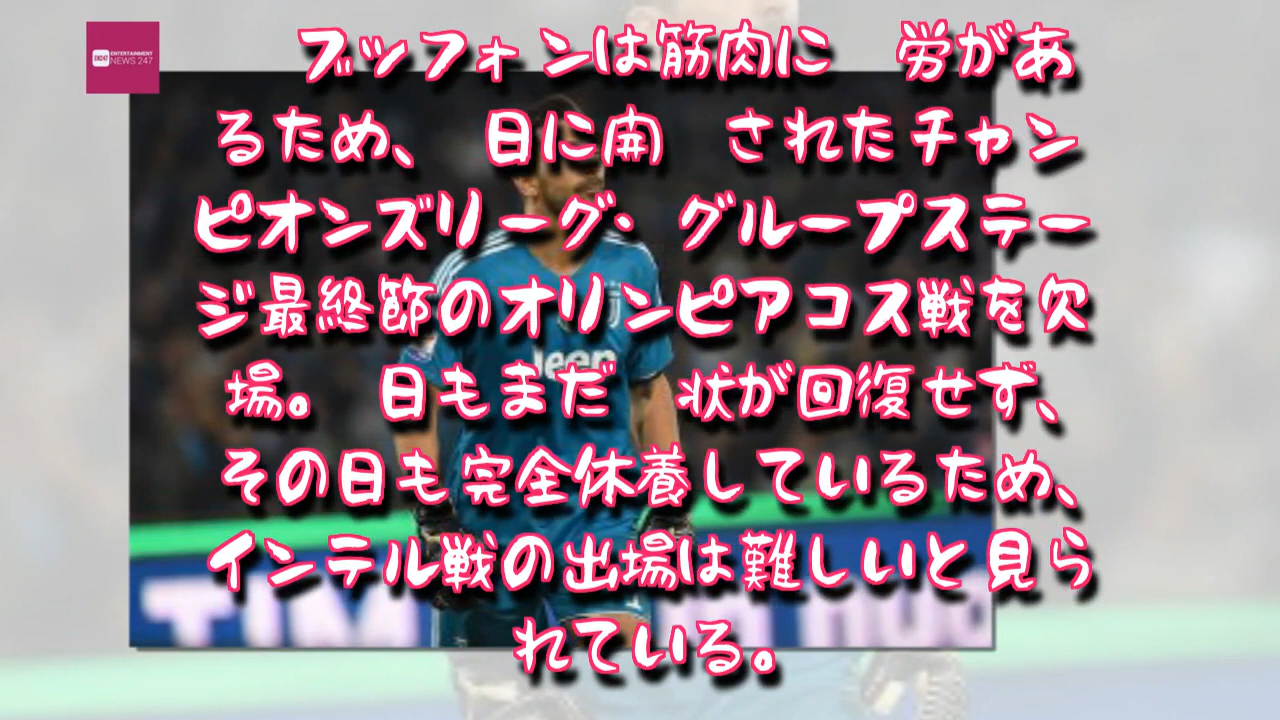 EN247 ENTERTAINMENT
NEWS 247
ブッフォンは筋肉に　労があ
るため、　日に開　されたチャン
ピオンズリーグ・グループステー
ジ最終節のオリンピアコス戦を欠
場。　日もまだ　状が回復せず、
その日も完全休養しているため、
インテル戦の出場は難しいと見ら
れている。
Jeep
TIM